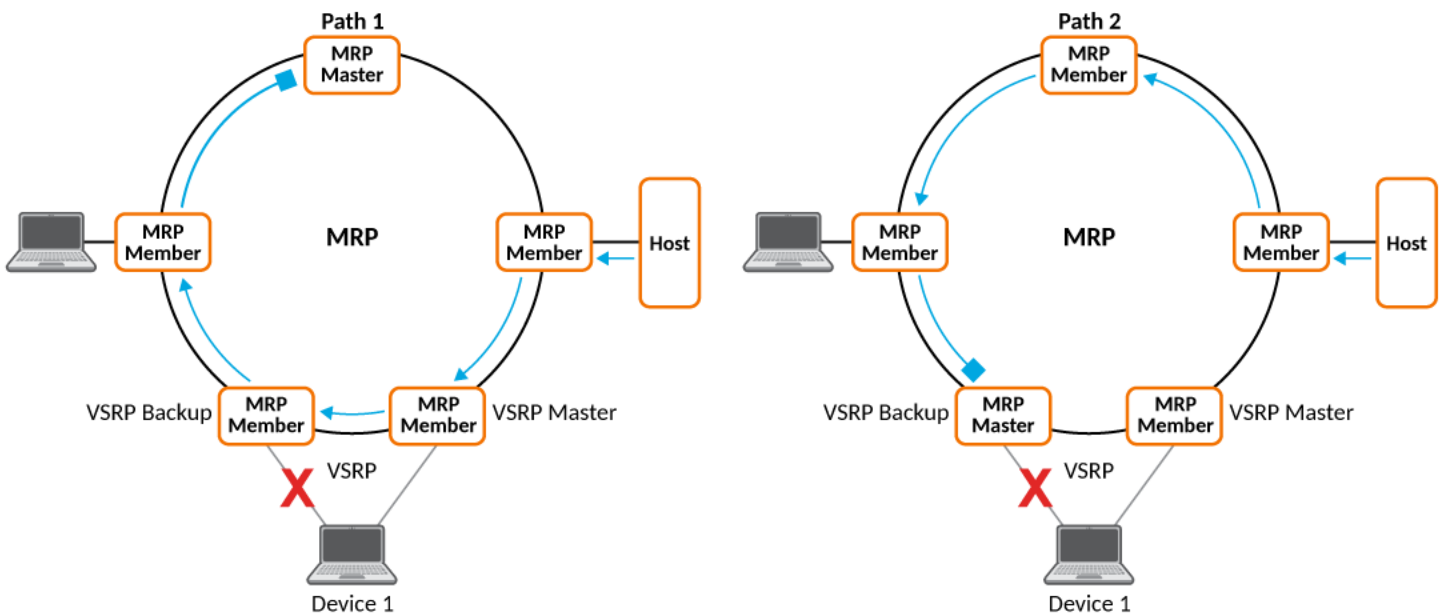 Path 1
MRP
Master
MRP
Member
MRP
MRP
Member
Host
VSRP Backup
MRP
Member
MRP
Member
VSRP Master
VSRP
X
Device 1
Path 2
MRP
Member
MRP
Member
MRP
MRP
Member
Host
VSRP Backup
MRP
Master
MRP
Member
VSRP Master
VSRP
X
Device 1